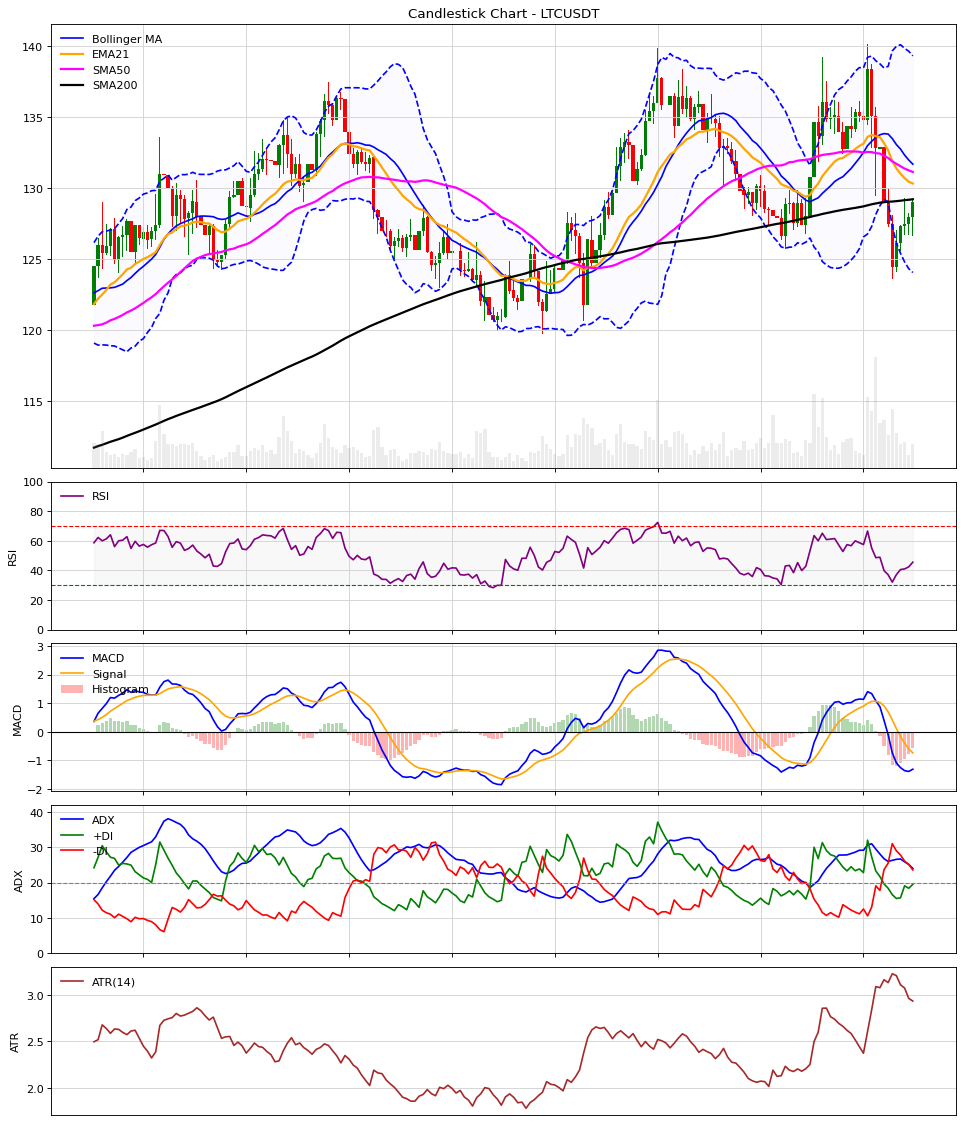 Candlestick Chart - LTCUSDT
Bollinger MA
EMA21
SMA50
SMA200
140
135
130
125
120
115
RSI
RSI
100
80
60
40
20
0
MACD
Signal
Histogram
MACD
3
2
1
0
−1
−2
ADX
+DI
-DI
ADX
40
30
20
10
0
ATR(14)
ATR
3.0
2.5
2.0